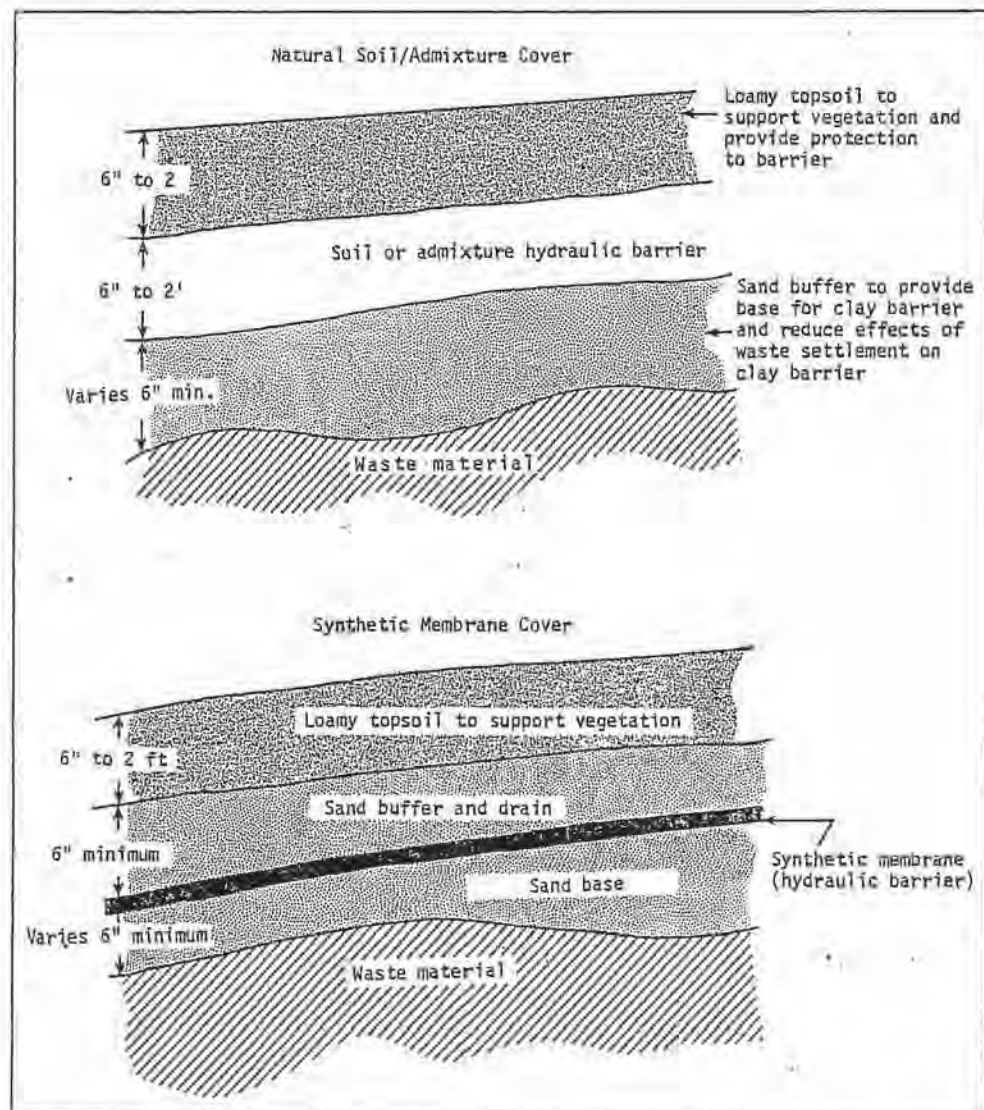 Natural Soil/Admixture Cover
Loamy topsoil to
support vegetation and
provide protection
to barrier
6" to 2
Soil or admixture hydraulic barrier
6" to 2'
Sand buffer to provide
base for clay barrier
and reduce effects of
waste settlement on
clay barrier
Varies 6" min.
Waste material
Synthetic Membrane Cover
Loamy topsoil to support vegetation
6" to 2 ft
Sand buffer and drain
6" minimum
Synthetic membrane
(hydraulic barrier)
Sand base
Varies 6" minimum
Waste material